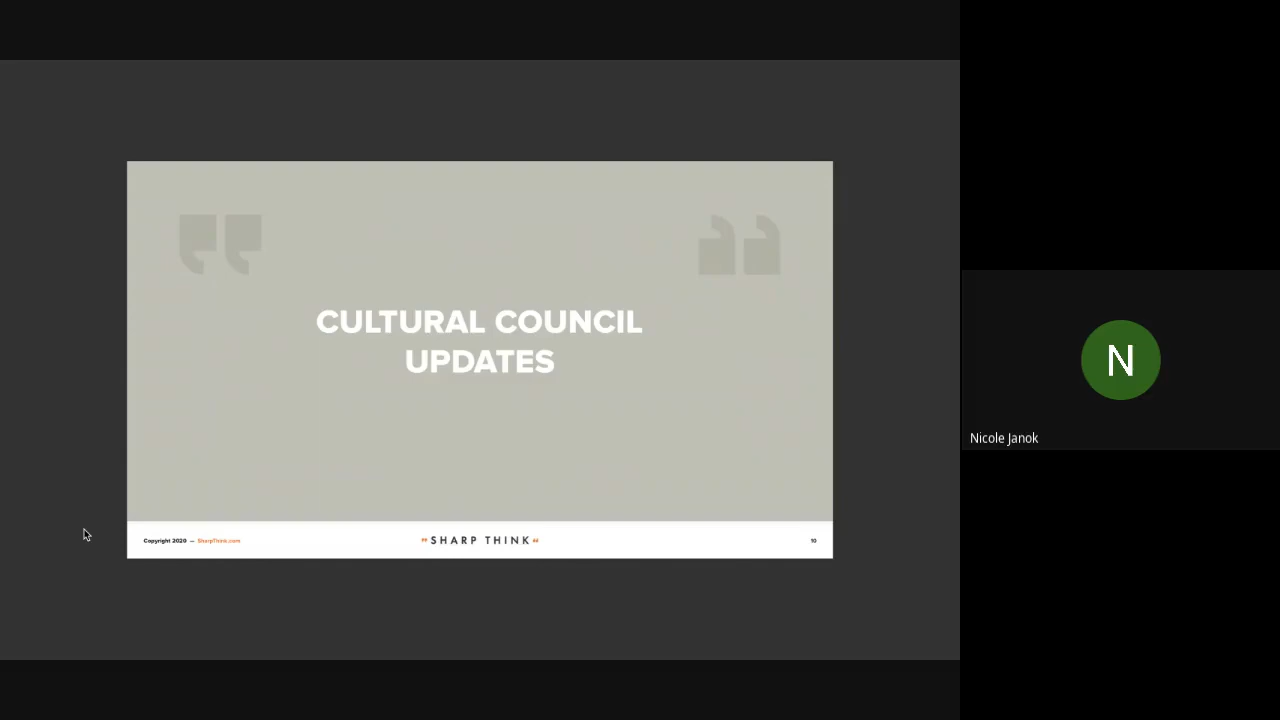 CULTURAL COUNCIL
UPDATES
Copyright 2020 — SharpThink.com
" SHARP THINK "
10
N
Nicole Janok